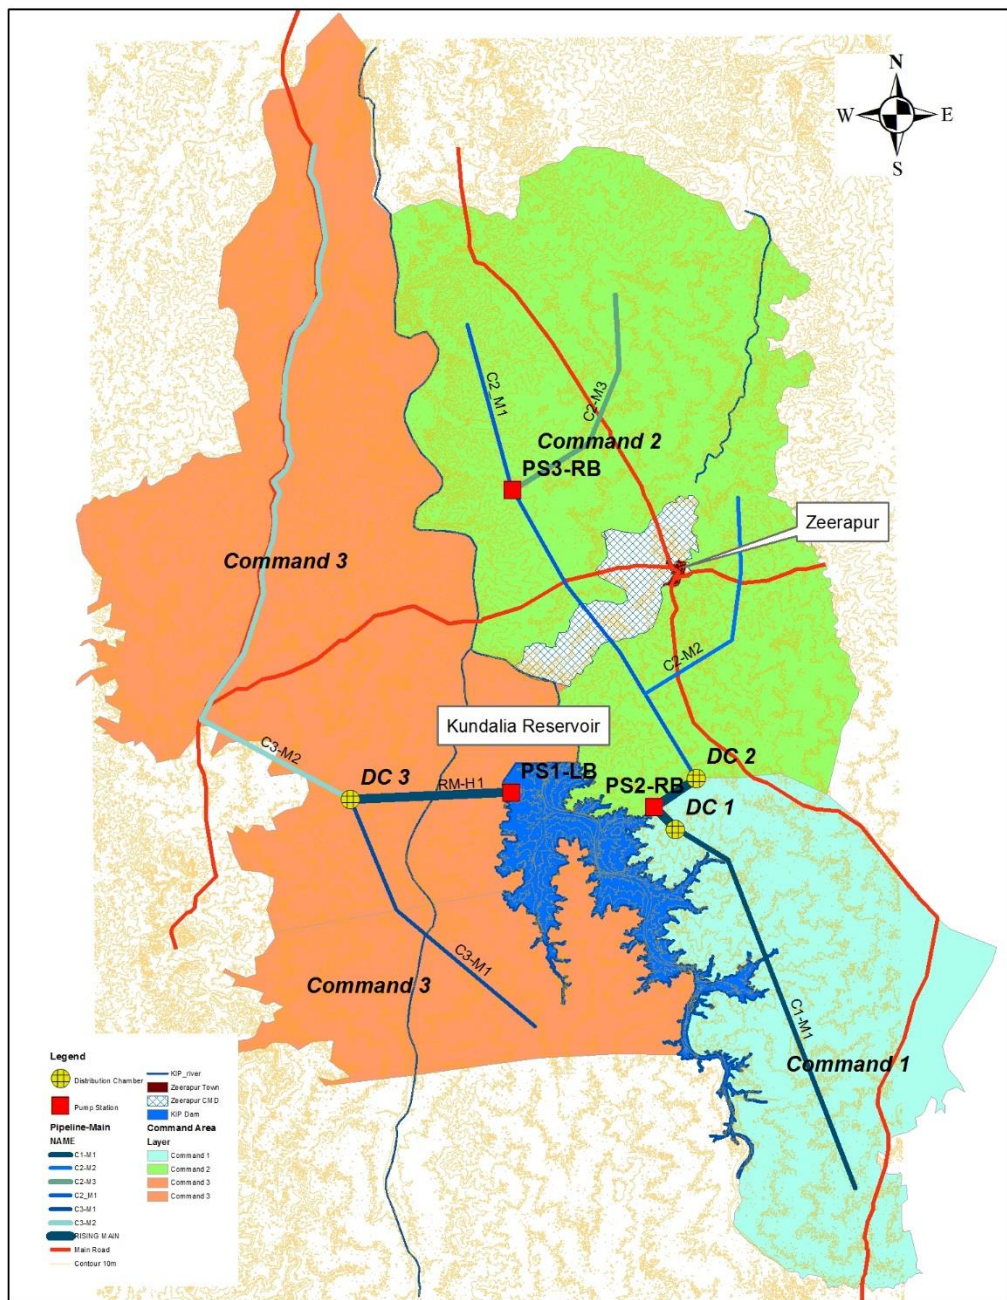 N
W
E
S
C2_M1
C2-M3
Command 2
PS3-RB
Zeerapur
Command 3
C2-M2
Kundalia Reservoir
C3-M2
DC 2
DC 3
RM-H1
PS1-LB
PS2-RB
DC 1
C3-M1
Command 3
C1-M1
Command 1
Legend
Distribution Chamber
Pump Station
Pipeline-Main
NAME
C1-M1
C2-M2
C2-M3
C2_M1
C3-M1
C3-M2
RISING MAIN
Main Road
Contour 10m
KIP_river
Zeerapur Town
Zeerapur CMD
KIP Dam
Command Area
Layer
Command 1
Command 2
Command 3
Command 3